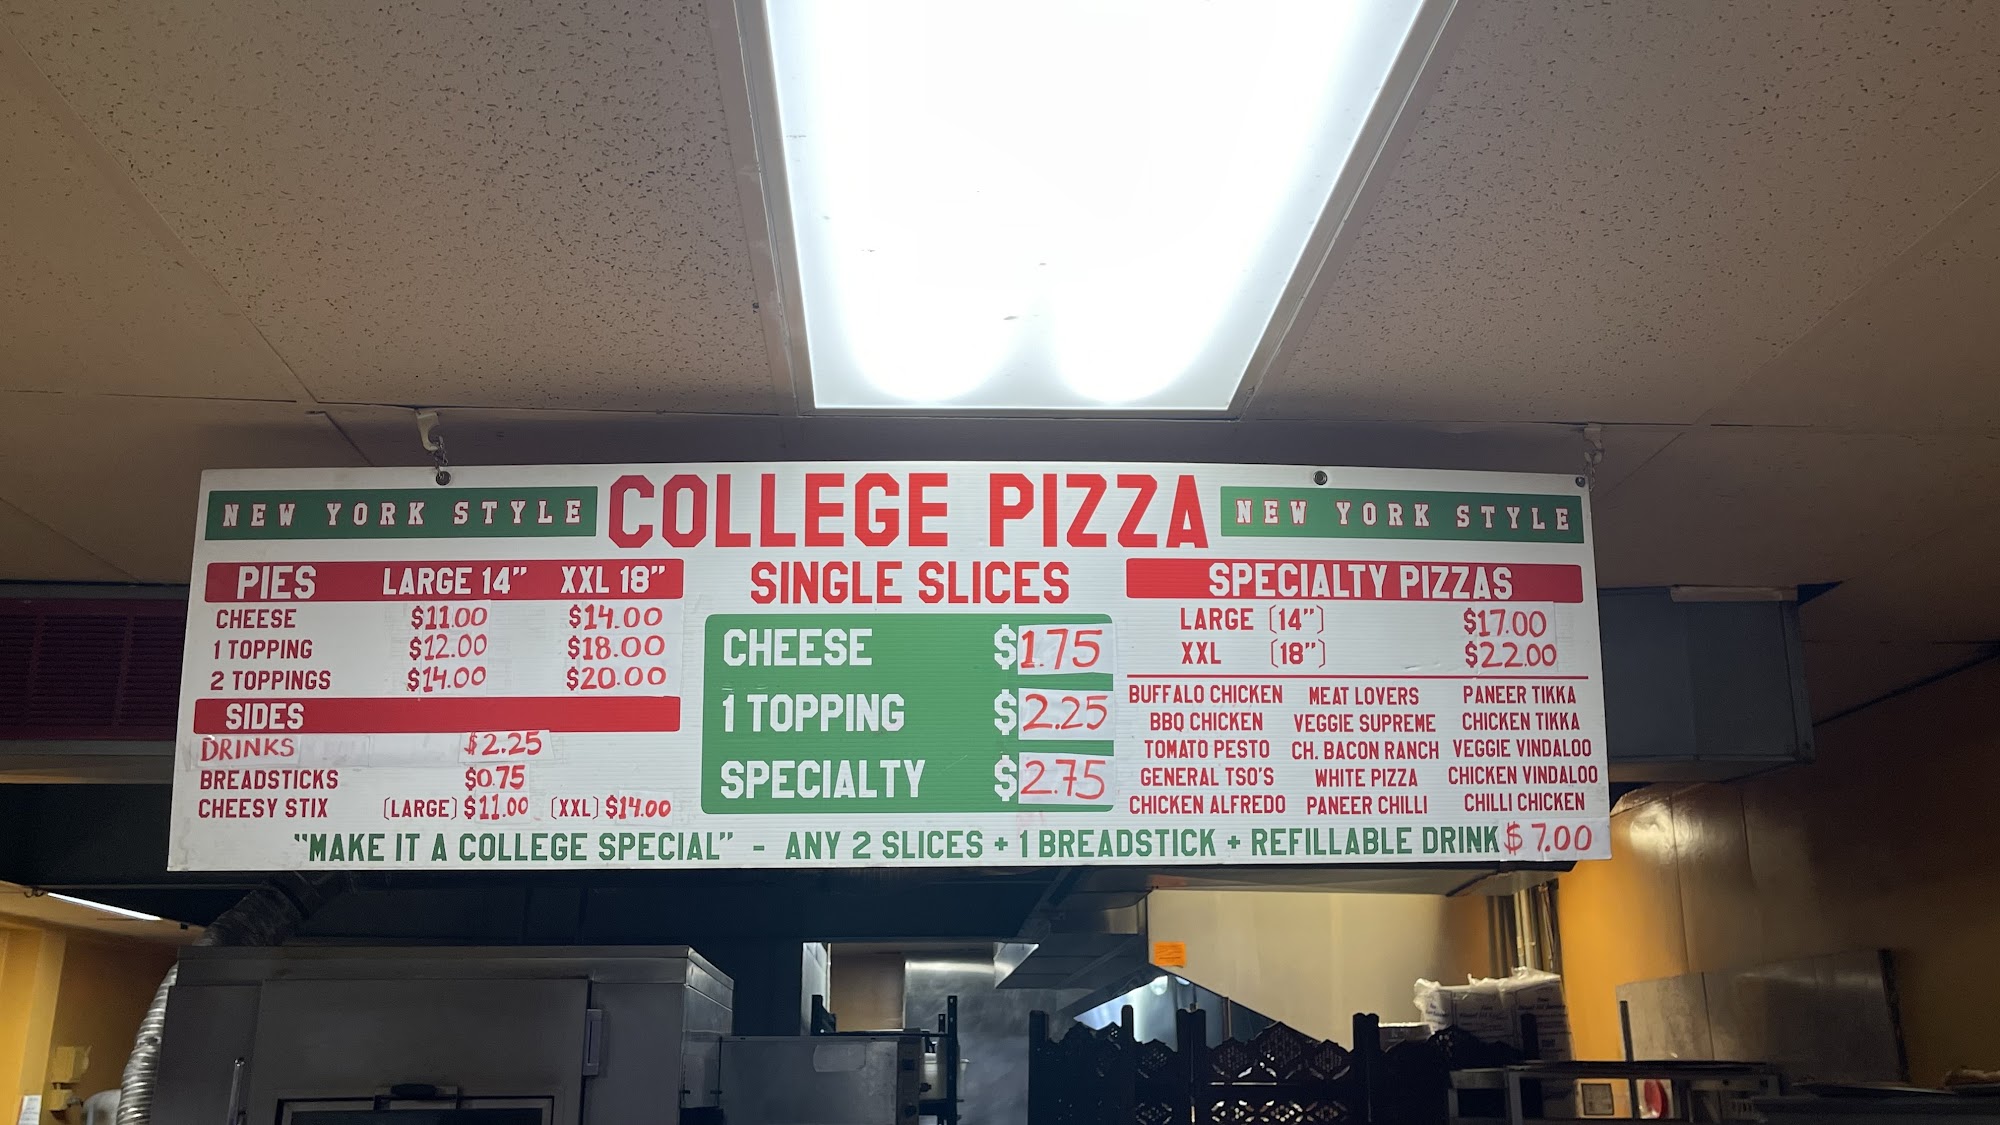 NEW YORK STYLE COLLEGE PIZZA NEW YORK STYLE
PIES LARGE 14" XXL 18"
CHEESE $11.00 $14.00
1 TOPPING $12.00 $18.00
2 TOPPINGS $14.00 $20.00
SIDES
DRINKS $2.25
BREADSTICKS $0.75
CHEESY STIX (LARGE) $11.00 (XXL) $14.00
SINGLE SLICES
CHEESE $1.75
1 TOPPING $2.25
SPECIALTY $2.75
SPECIALTY PIZZAS
LARGE (14") $17.00
XXL (18") $22.00
BUFFALO CHICKEN MEAT LOVERS PANEER TIKKA
BBQ CHICKEN VEGGIE SUPREME CHICKEN TIKKA
TOMATO PESTO CH. BACON RANCH VEGGIE VINDALOO
GENERAL TSO'S WHITE PIZZA CHICKEN VINDALOO
CHICKEN ALFREDO PANEER CHILLI CHILLI CHICKEN
"MAKE IT A COLLEGE SPECIAL" - ANY 2 SLICES + 1 BREADSTICK + REFILLABLE DRINK $7.00